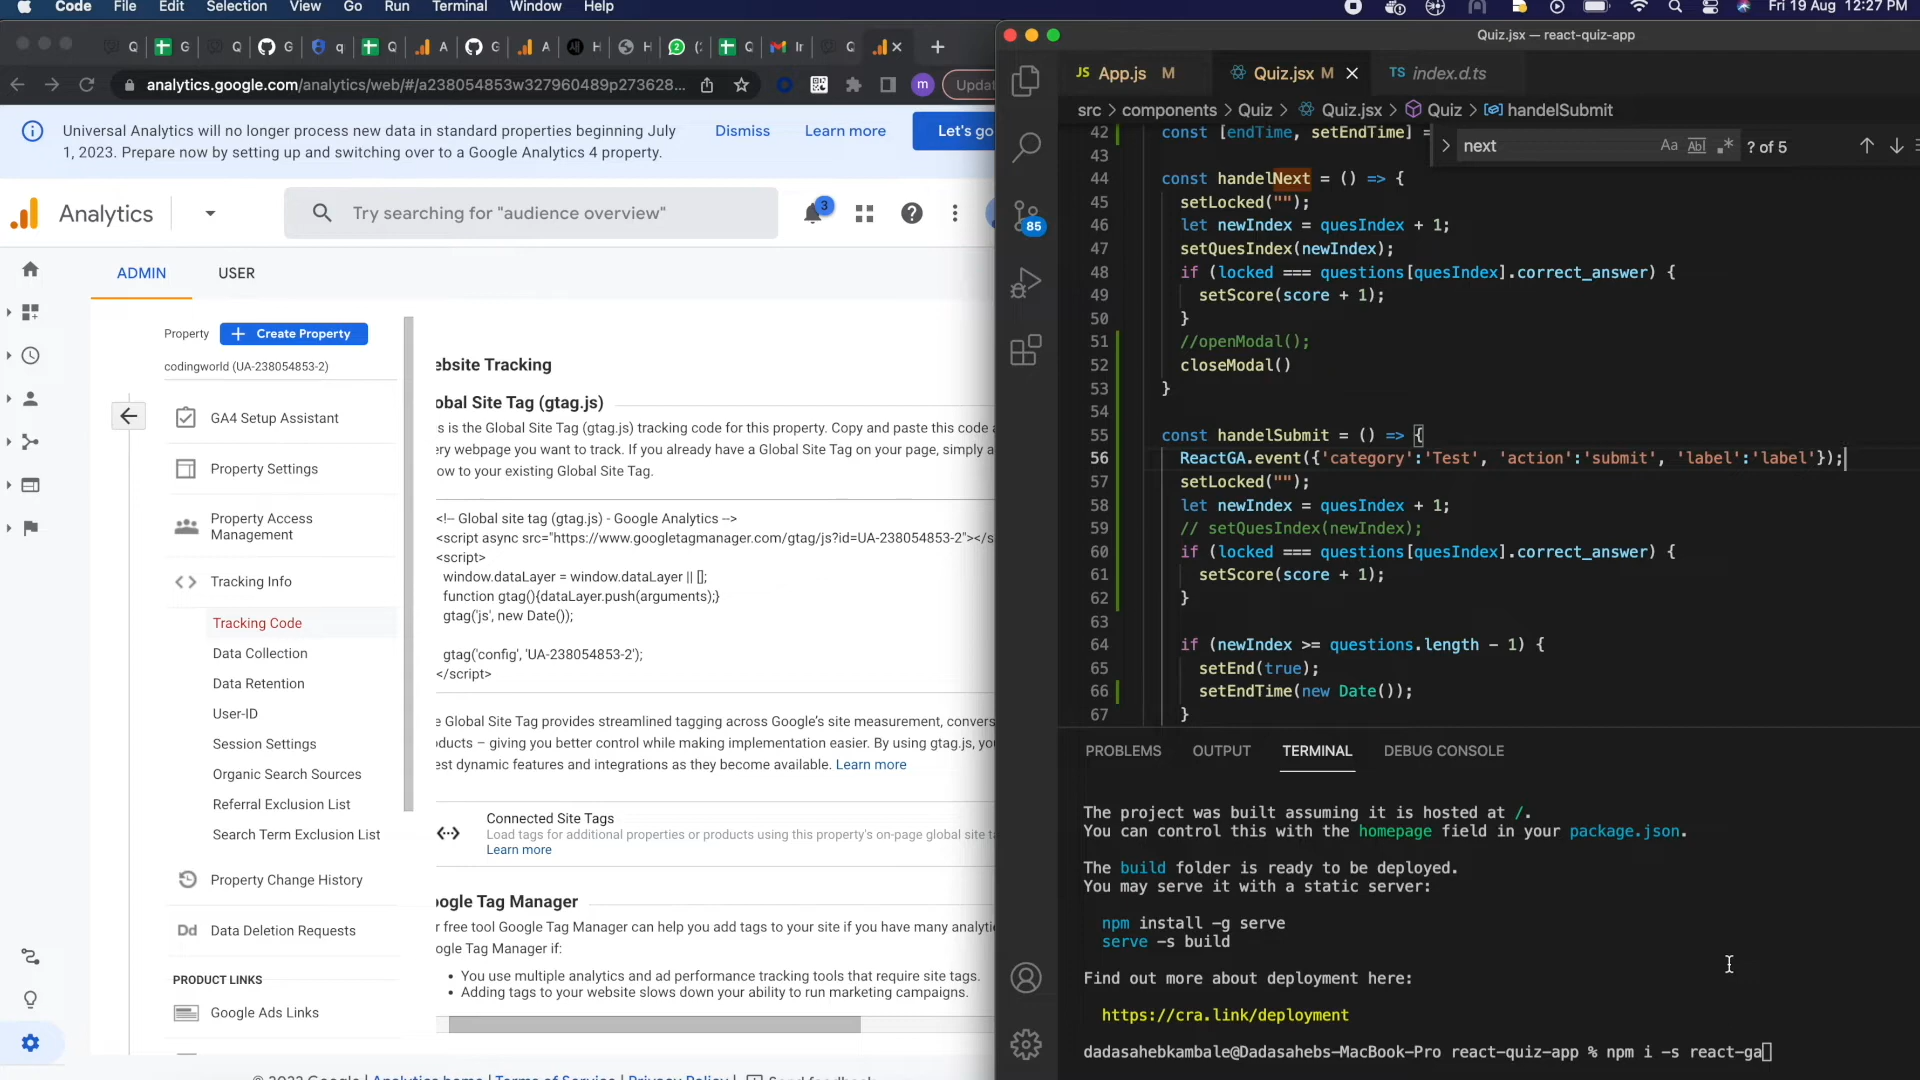 Code File Edit Selection View Go Run Terminal Window Help
Fri 19 Aug 12:27 PM
analytics.google.com/analytics/web/#/a238054853w327960489p273628...
m
Updat
Universal Analytics will no longer process new data in standard properties beginning July
1, 2023. Prepare now by setting up and switching over to a Google Analytics 4 property.
Dismiss
Learn more
Let's go
Analytics
Try searching for "audience overview"
3
ADMIN
USER
Property
+ Create Property
codingworld (UA-238054853-2)
GA4 Setup Assistant
Property Settings
Property Access
Management
Tracking Info
Tracking Code
Data Collection
Data Retention
User-ID
Session Settings
Organic Search Sources
Referral Exclusion List
Search Term Exclusion List
Property Change History
Dd Data Deletion Requests
PRODUCT LINKS
Google Ads Links
ebsite Tracking
obal Site Tag (gtag.js)
s is the Global Site Tag (gtag.js) tracking code for this property. Copy and paste this code a
ery webpage you want to track. If you already have a Global Site Tag on your page, simply a
ow to your existing Global Site Tag.
<!-- Global site tag (gtag.js) - Google Analytics -->
<script async src="https://www.googletagmanager.com/gtag/js?id=UA-238054853-2"></s
<script>
window.dataLayer = window.dataLayer || [];
function gtag(){dataLayer.push(arguments);}
gtag('js', new Date());
gtag('config', 'UA-238054853-2');
</script>
e Global Site Tag provides streamlined tagging across Google's site measurement, convers
oducts – giving you better control while making implementation easier. By using gtag.js, yo
est dynamic features and integrations as they become available. Learn more
Connected Site Tags
Load tags for additional properties or products using this property's on-page global site ta
Learn more
oogle Tag Manager
r free tool Google Tag Manager can help you add tags to your site if you have many analyti
ogle Tag Manager if:
• You use multiple analytics and ad performance tracking tools that require site tags.
• Adding tags to your website slows down your ability to run marketing campaigns.
Quiz.jsx — react-quiz-app
JS App.js M
Quiz.jsx M
TS index.d.ts
src > components > Quiz > Quiz.jsx > Quiz > handelSubmit
next
Aa
? of 5
85
42 const [endTime, setEndTime] =
43
44 const handelNext = () => {
45 setLocked("");
46 let newIndex = quesIndex + 1;
47 setQuesIndex(newIndex);
48 if (locked === questions[quesIndex].correct_answer) {
49 setScore(score + 1);
50 }
51 //openModal();
52 closeModal()
53 }
54
55 const handelSubmit = () => {
56 ReactGA.event({'category':'Test', 'action':'submit', 'label':'label'});
57 setLocked("");
58 let newIndex = quesIndex + 1;
59 // setQuesIndex(newIndex);
60 if (locked === questions[quesIndex].correct_answer) {
61 setScore(score + 1);
62 }
63
64 if (newIndex >= questions.length - 1) {
65 setEnd(true);
66 setEndTime(new Date());
67 }
PROBLEMS OUTPUT TERMINAL DEBUG CONSOLE
The project was built assuming it is hosted at /.
You can control this with the homepage field in your package.json.
The build folder is ready to be deployed.
You may serve it with a static server:
npm install -g serve
serve -s build
Find out more about deployment here:
https://cra.link/deployment
dadasahebkambale@Dadasahebs-MacBook-Pro react-quiz-app % npm i -s react-ga